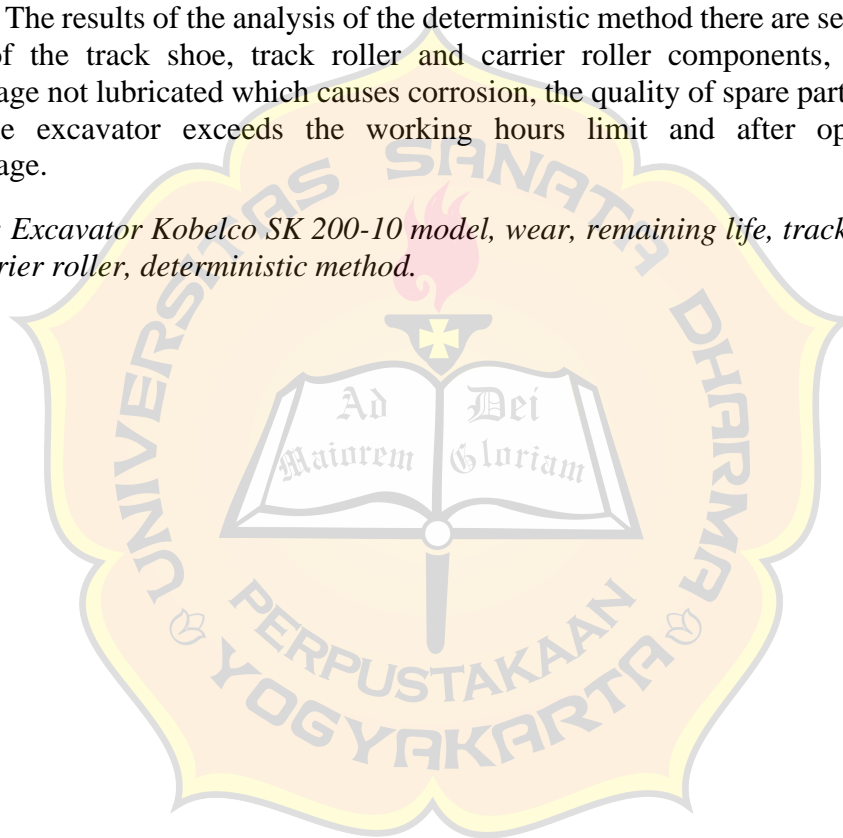 The results of the analysis of the deterministic method there are se
of the track shoe, track roller and carrier roller components,
age not lubricated which causes corrosion, the quality of spare part
e excavator exceeds the working hours limit and after op
age.
: Excavator Kobelco SK 200-10 model, wear, remaining life, track
rier roller, deterministic method.
UNIVERSITAS SANATA DHARMA
Ad Dei
Maiorem Gloriam
PERPUSTAKAAN
YOGYAKARTA